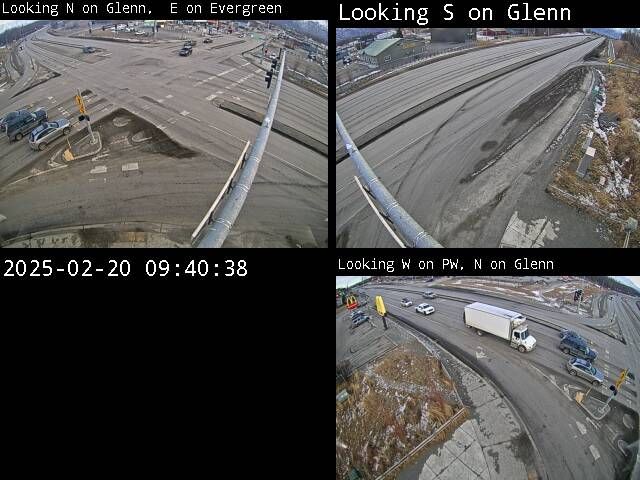 Looking N on Glenn,  E on Evergreen
Looking S on Glenn
2025-02-20 09:40:38
Looking W on PW, N on Glenn